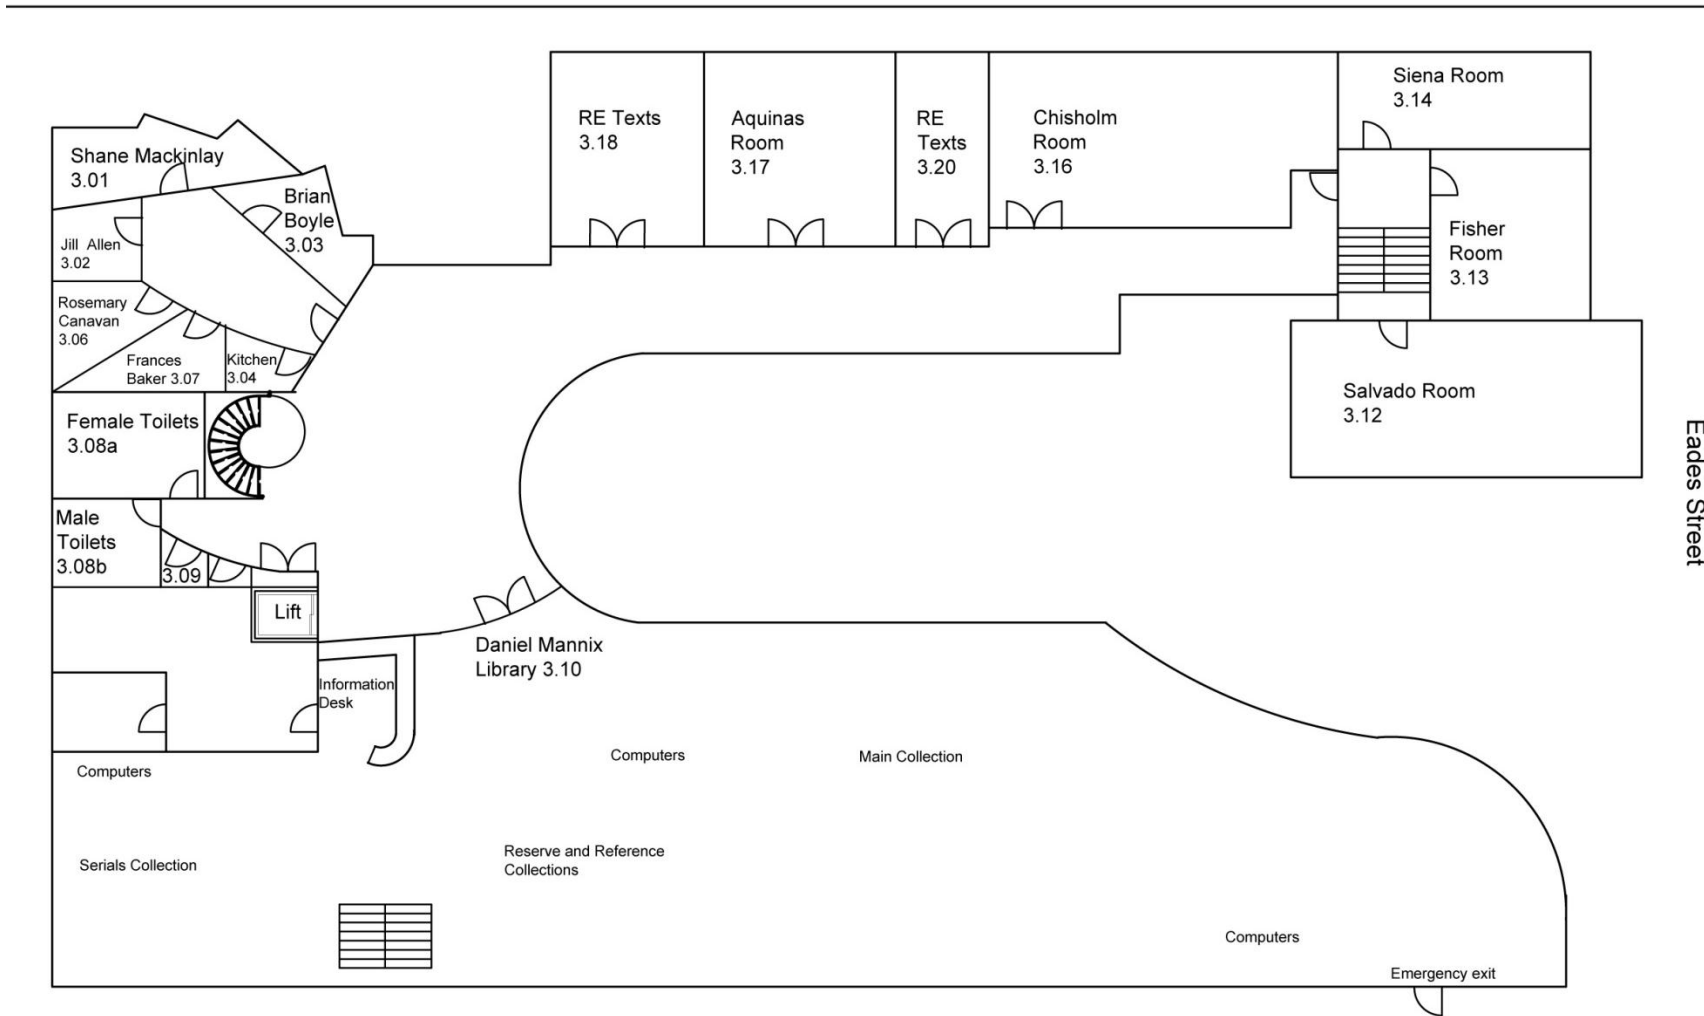 Siena Room
3.14
RE Texts
3.18
Aquinas
Room
3.17
RE
Texts
3.20
Chisholm
Room
3.16
Shane Mackinlay
3.01
Brian
Boyle
3.03
Jill Allen
3.02
Fisher
Room
3.13
Rosemary
Canavan
3.06
Frances
Baker 3.07
Kitchen
3.04
Salvado Room
3.12
Female Toilets
3.08a
Eades Street
Male
Toilets
3.08b
3.09
Lift
Daniel Mannix
Library 3.10
Information
Desk
Computers
Computers
Main Collection
Serials Collection
Reserve and Reference
Collections
Computers
Emergency exit